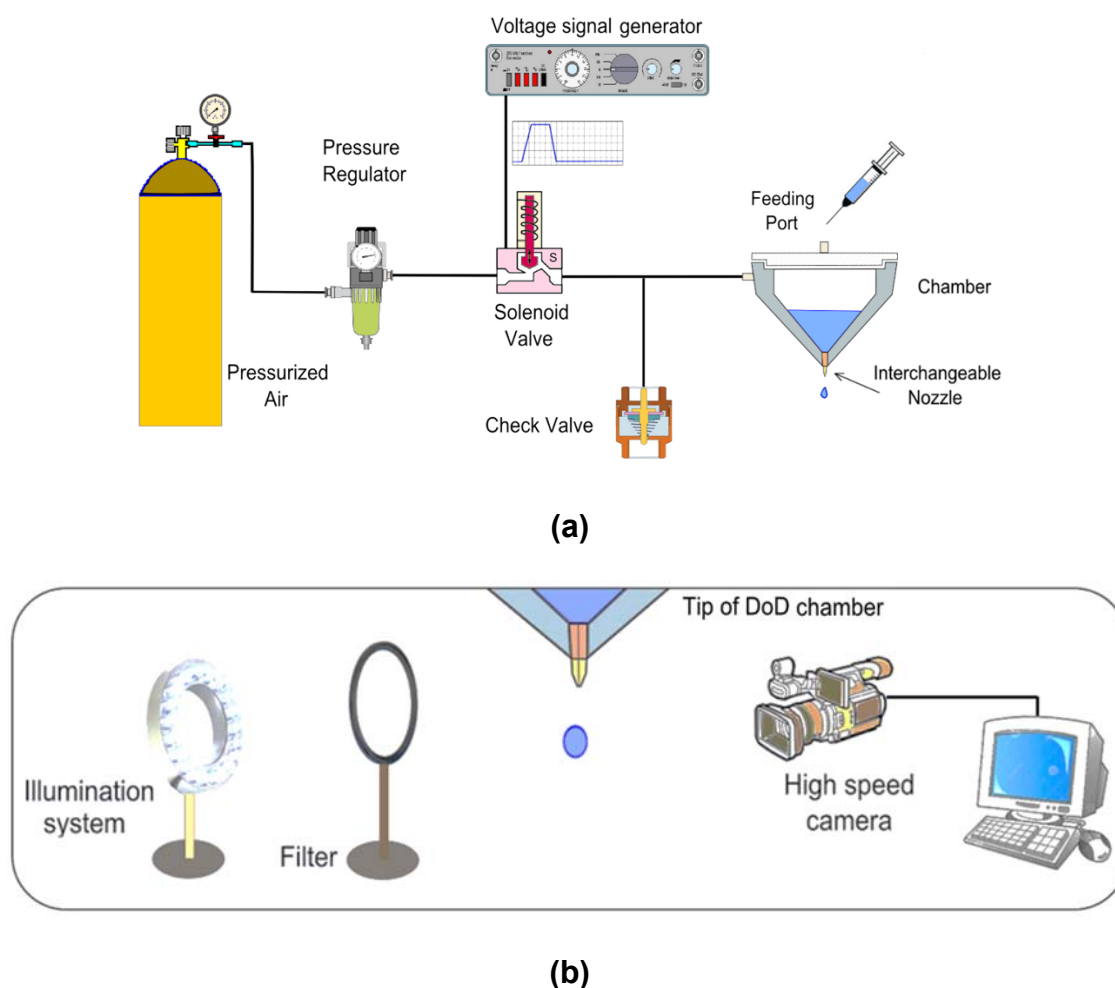 Voltage signal generator
Pressure
Regulator
Feeding
Port
S
Solenoid
Valve
Chamber
Pressurized
Air
Interchangeable
Nozzle
Check Valve
(a)
Tip of DoD chamber
Illumination
system
Filter
High speed
camera
(b)